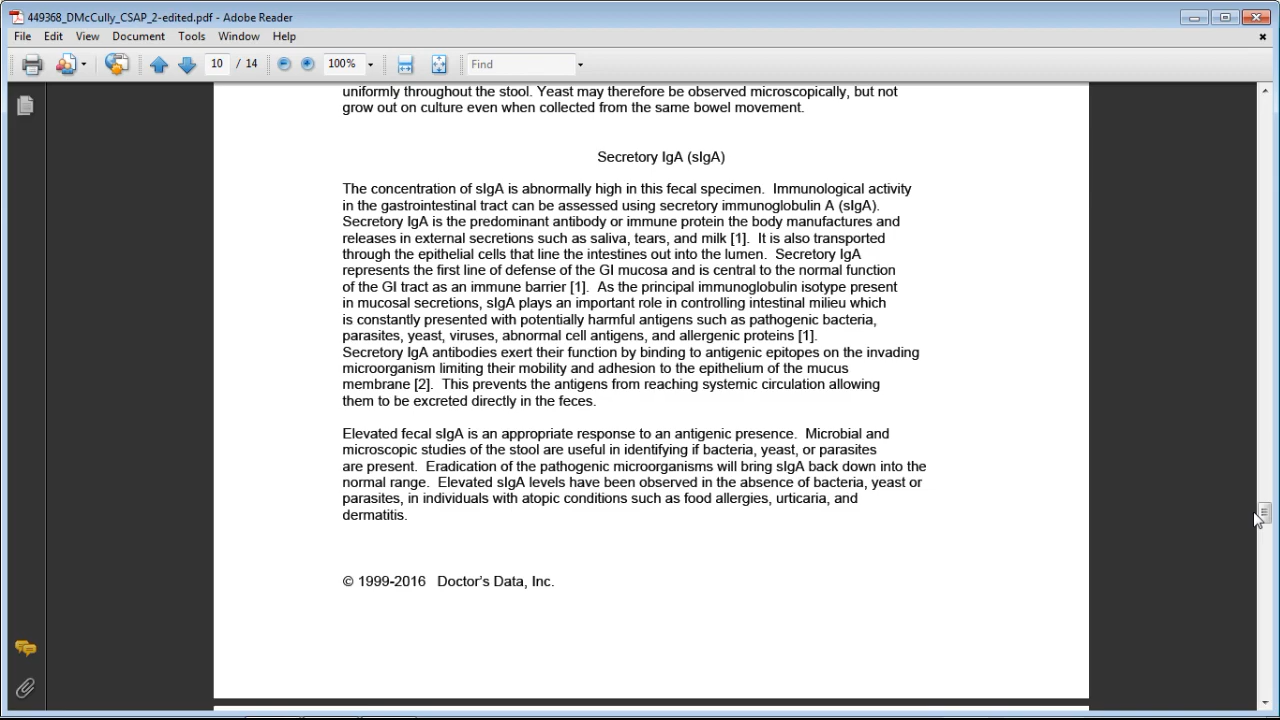 449368_DMcCully_CSAP_2-edited.pdf - Adobe Reader
File Edit View Document Tools Window Help
10 / 14 100% Find
uniformly throughout the stool. Yeast may therefore be observed microscopically, but not
grow out on culture even when collected from the same bowel movement.
Secretory IgA (sIgA)
The concentration of sIgA is abnormally high in this fecal specimen. Immunological activity
in the gastrointestinal tract can be assessed using secretory immunoglobulin A (sIgA).
Secretory IgA is the predominant antibody or immune protein the body manufactures and
releases in external secretions such as saliva, tears, and milk [1]. It is also transported
through the epithelial cells that line the intestines out into the lumen. Secretory IgA
represents the first line of defense of the GI mucosa and is central to the normal function
of the GI tract as an immune barrier [1]. As the principal immunoglobulin isotype present
in mucosal secretions, sIgA plays an important role in controlling intestinal milieu which
is constantly presented with potentially harmful antigens such as pathogenic bacteria,
parasites, yeast, viruses, abnormal cell antigens, and allergenic proteins [1].
Secretory IgA antibodies exert their function by binding to antigenic epitopes on the invading
microorganism limiting their mobility and adhesion to the epithelium of the mucus
membrane [2]. This prevents the antigens from reaching systemic circulation allowing
them to be excreted directly in the feces.
Elevated fecal sIgA is an appropriate response to an antigenic presence. Microbial and
microscopic studies of the stool are useful in identifying if bacteria, yeast, or parasites
are present. Eradication of the pathogenic microorganisms will bring sIgA back down into the
normal range. Elevated sIgA levels have been observed in the absence of bacteria, yeast or
parasites, in individuals with atopic conditions such as food allergies, urticaria, and
dermatitis.
© 1999-2016 Doctor's Data, Inc.